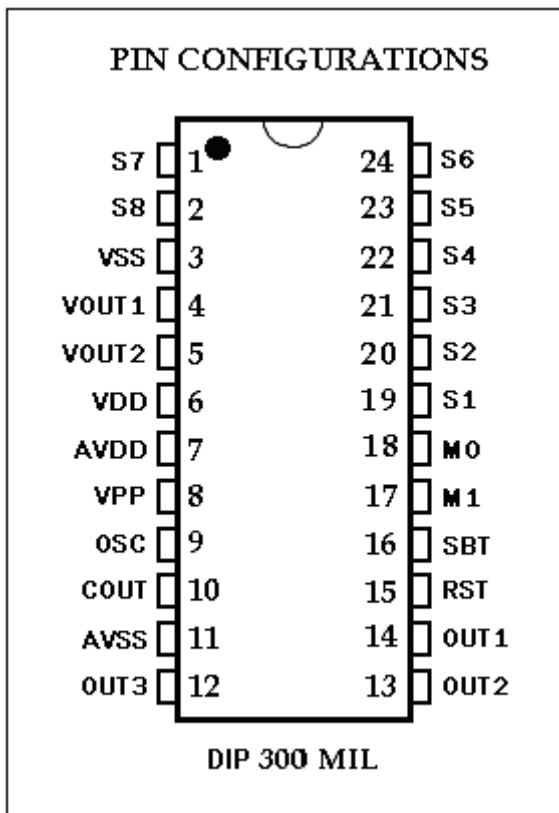 PIN CONFIGURATIONS
S7 1 24 S6
S8 2 23 S5
VSS 3 22 S4
VOUT1 4 21 S3
VOUT2 5 20 S2
VDD 6 19 S1
AVDD 7 18 M0
VPP 8 17 M1
OSC 9 16 SBT
COUT 10 15 RST
AVSS 11 14 OUT1
OUT3 12 13 OUT2
DIP 300 MIL